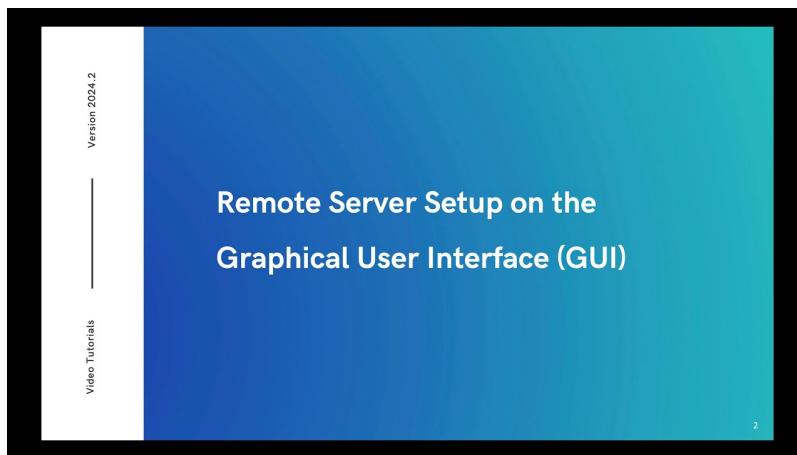 Version 2024.2
Video Tutorials
Remote Server Setup on the
Graphical User Interface (GUI)
2